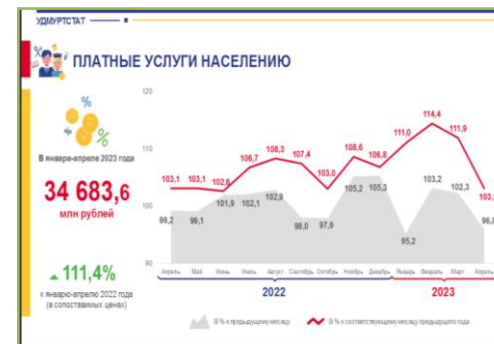 УДМУРТСТАТ
ПЛАТНЫЕ УСЛУГИ НАСЕЛЕНИЮ
%
%
В январе-апреле 2023 года
34 683,6
млн рублей
111,4%
к январю-апрелю 2022 года
(в сопоставимых ценах)
120
110
100
90
103,1 103,1 102,6 106,7 108,3 107,4 103,0 108,6 106,8 111,0 114,4 111,9
99,2 99,1 101,9 102,1 102,9 98,0 97,9 105,2 105,3 95,2 103,2 102,3
Апрель Май Июнь Июль Август Сентябрь Октябрь Ноябрь Декабрь Январь Февраль Март Апрель
2022 2023
В % к предыдущему месяцу В % к соответствующему месяцу предыдущего года